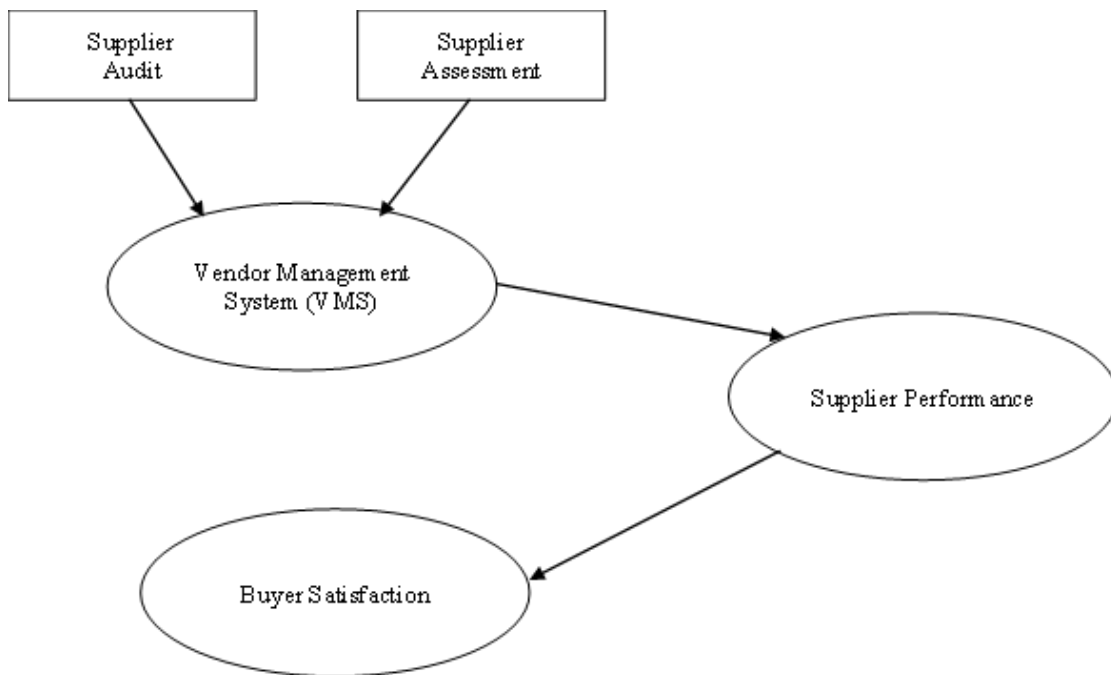 Supplier
Audit
Supplier
Assessment
Vendor Management
System (VMS)
Supplier Performance
Buyer Satisfaction